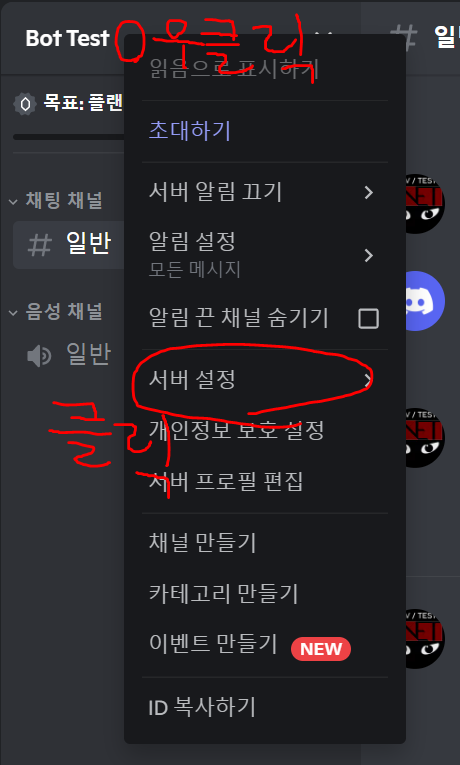 Bot Test
우클릭
일반
읽음으로 표시하기
목표: 플랜
초대하기
채팅 채널
서버 알림 끄기
일반
알림 설정
모든 메시지
음성 채널
알림 끈 채널 숨기기
일반
서버 설정
클릭
개인정보 보호 설정
서버 프로필 편집
채널 만들기
카테고리 만들기
이벤트 만들기 NEW
ID 복사하기